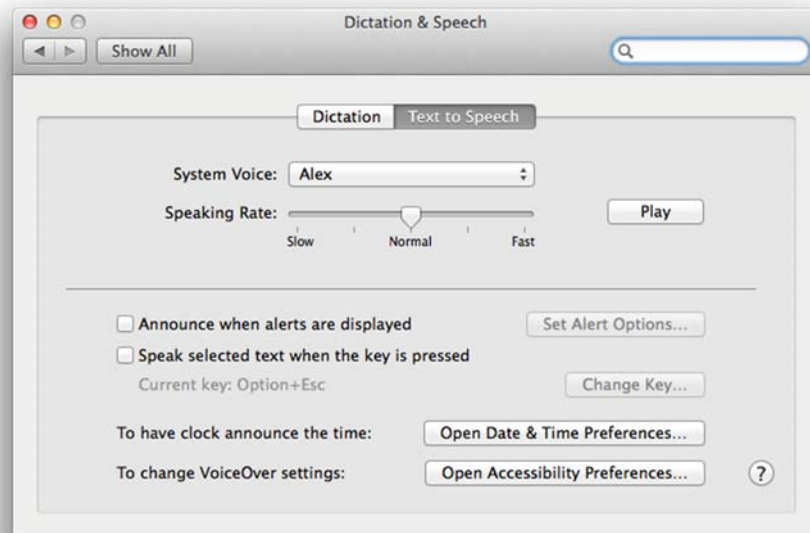 Dictation & Speech
Show All
Dictation Text to Speech
System Voice: Alex
Speaking Rate: Play
Slow Normal Fast
Announce when alerts are displayed Set Alert Options...
Speak selected text when the key is pressed
Current key: Option+Esc Change Key...
To have clock announce the time: Open Date & Time Preferences...
To change VoiceOver settings: Open Accessibility Preferences... ?